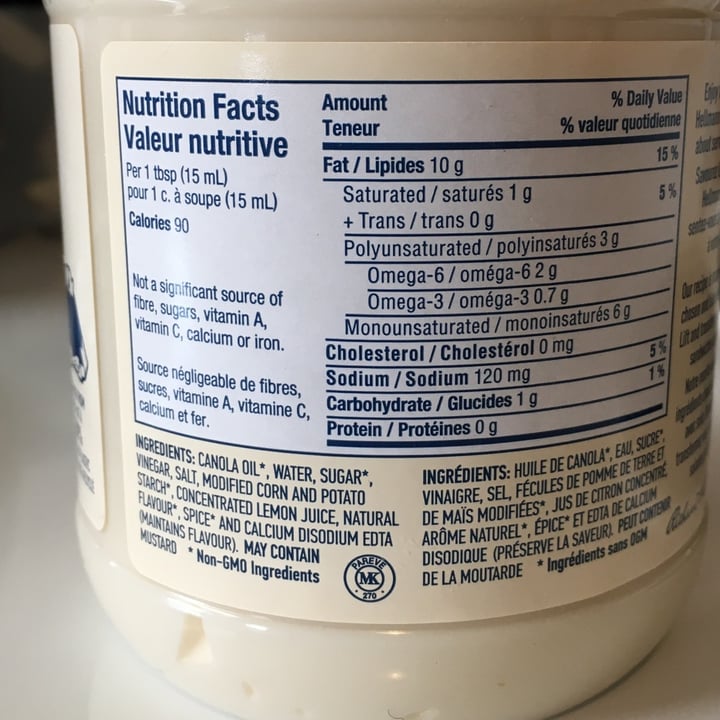 Nutrition Facts
Valeur nutritive
Per 1 tbsp (15 mL)
pour 1 c. à soupe (15 mL)
Calories 90
Not a significant source of
fibre, sugars, vitamin A,
vitamin C, calcium or iron.
Source négligeable de fibres,
sucres, vitamine A, vitamine C,
calcium et fer.
Amount % Daily Value
Teneur % valeur quotidienne
Fat / Lipides 10 g 15 %
Saturated / saturés 1 g 5 %
+ Trans / trans 0 g
Polyunsaturated / polyinsaturés 3 g
Omega-6 / oméga-6 2 g
Omega-3 / oméga-3 0.7 g
Monounsaturated / monoinsaturés 6 g
Cholesterol / Cholestérol 0 mg
Sodium / Sodium 120 mg 5 %
Carbohydrate / Glucides 1 g 1 %
Protein / Protéines 0 g
INGREDIENTS: CANOLA OIL*, WATER, SUGAR*,
VINEGAR, SALT, MODIFIED CORN AND POTATO
STARCH*, CONCENTRATED LEMON JUICE, NATURAL
FLAVOUR*, SPICE* AND CALCIUM DISODIUM EDTA
(MAINTAINS FLAVOUR). MAY CONTAIN
MUSTARD * Non-GMO Ingredients
PAREVE
MK
270
INGRÉDIENTS: HUILE DE CANOLA*, EAU, SUCRE*,
VINAIGRE, SEL, FÉCULES DE POMME DE TERRE ET
DE MAÏS MODIFIÉES*, JUS DE CITRON CONCENTRÉ,
ARÔME NATUREL*, ÉPICE* ET EDTA DE CALCIUM
DISODIQUE (PRÉSERVE LA SAVEUR). PEUT CONTENIR
DE LA MOUTARDE * Ingrédients sans OGM
Enjoy
about
Our